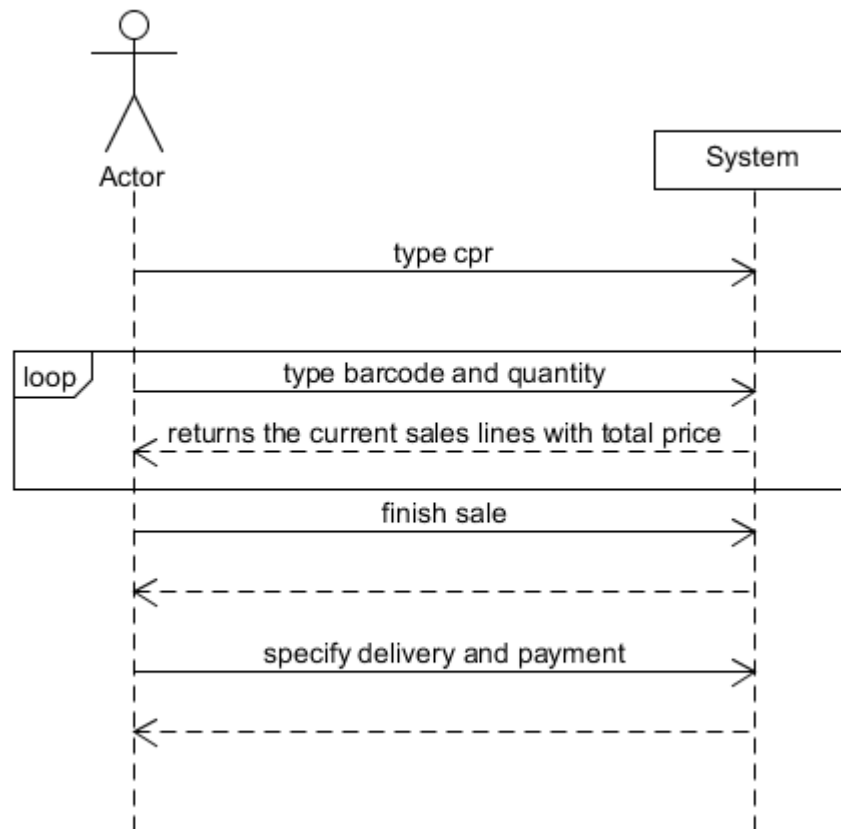 Actor
System
type cpr
loop
type barcode and quantity
returns the current sales lines with total price
finish sale
specify delivery and payment